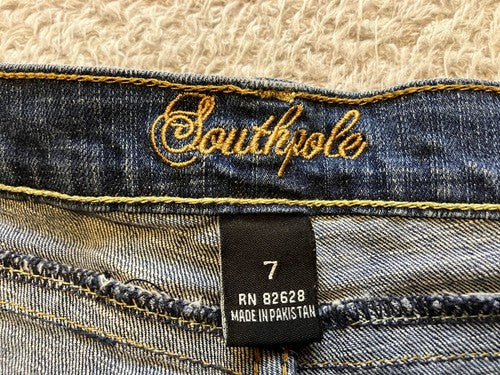 Southpole
7
RN 82628
MADE IN PAKISTAN